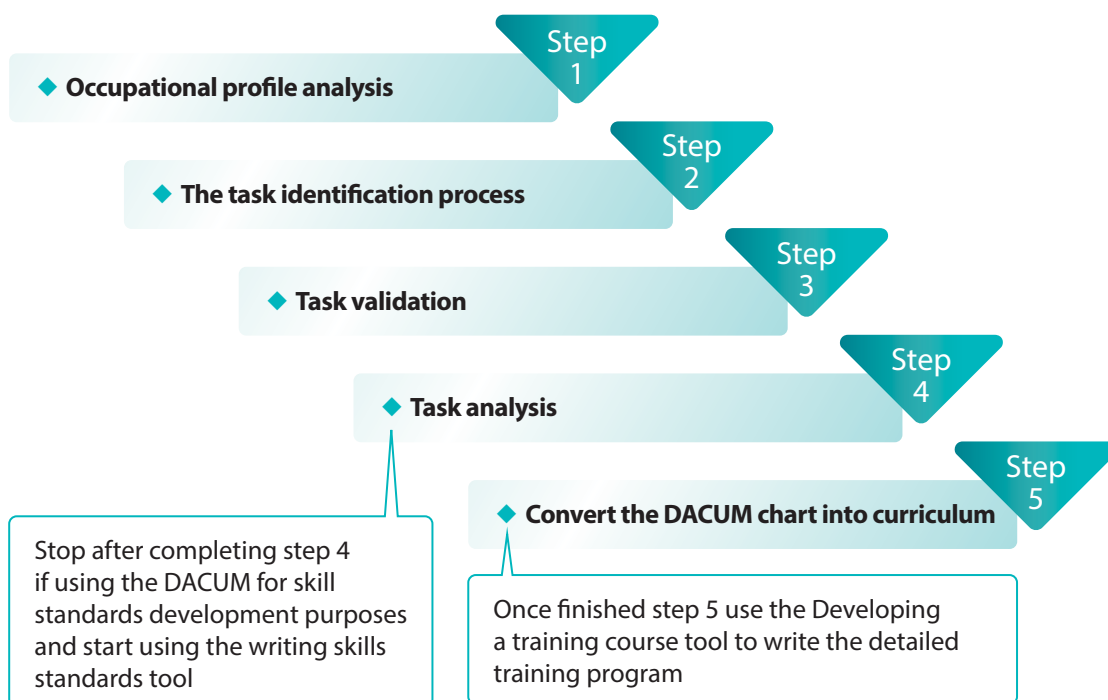 Step
1
Occupational profile analysis
Step
2
The task identification process
Step
3
Task validation
Step
4
Task analysis
Step
5
Convert the DACUM chart into curriculum
Stop after completing step 4
if using the DACUM for skill
standards development purposes
and start using the writing skills
standards tool
Once finished step 5 use the Developing
a training course tool to write the detailed
training program